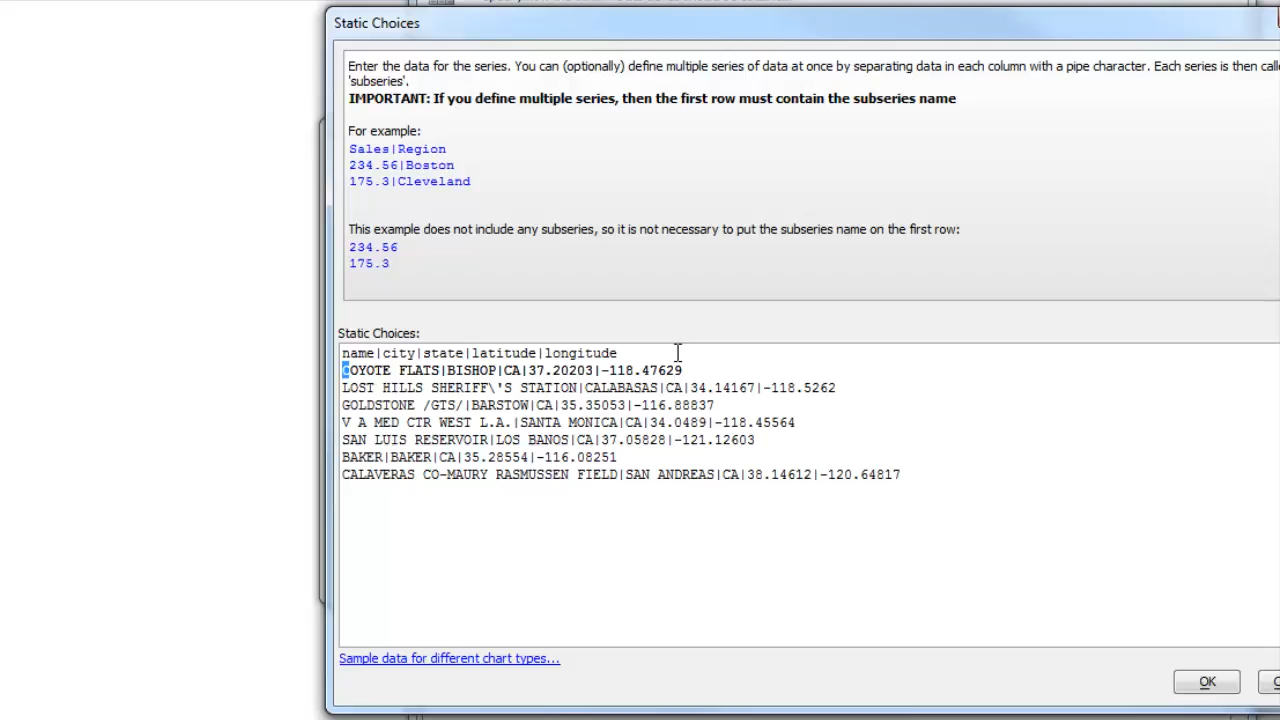 Static Choices
Enter the data for the series. You can (optionally) define multiple series of data at once by separating data in each column with a pipe character. Each series is then
'subseries'.
IMPORTANT: If you define multiple series, then the first row must contain the subseries name
For example:
Sales|Region
234.56|Boston
175.3|Cleveland
This example does not include any subseries, so it is not necessary to put the subseries name on the first row:
234.56
175.3
Static Choices:
name|city|state|latitude|longitude
COYOTE FLATS|BISHOP|CA|37.20203|-118.47629
LOST HILLS SHERIFF\'S STATION|CALABASAS|CA|34.14167|-118.5262
GOLDSTONE /GTS/|BARSTOW|CA|35.35053|-116.88837
V A MED CTR WEST L.A.|SANTA MONICA|CA|34.0489|-118.45564
SAN LUIS RESERVOIR|LOS BANOS|CA|37.05828|-121.12603
BAKER|BAKER|CA|35.28554|-116.08251
CALAVERAS CO-MAURY RASMUSSEN FIELD|SAN ANDREAS|CA|38.14612|-120.64817
Sample data for different chart types...
OK